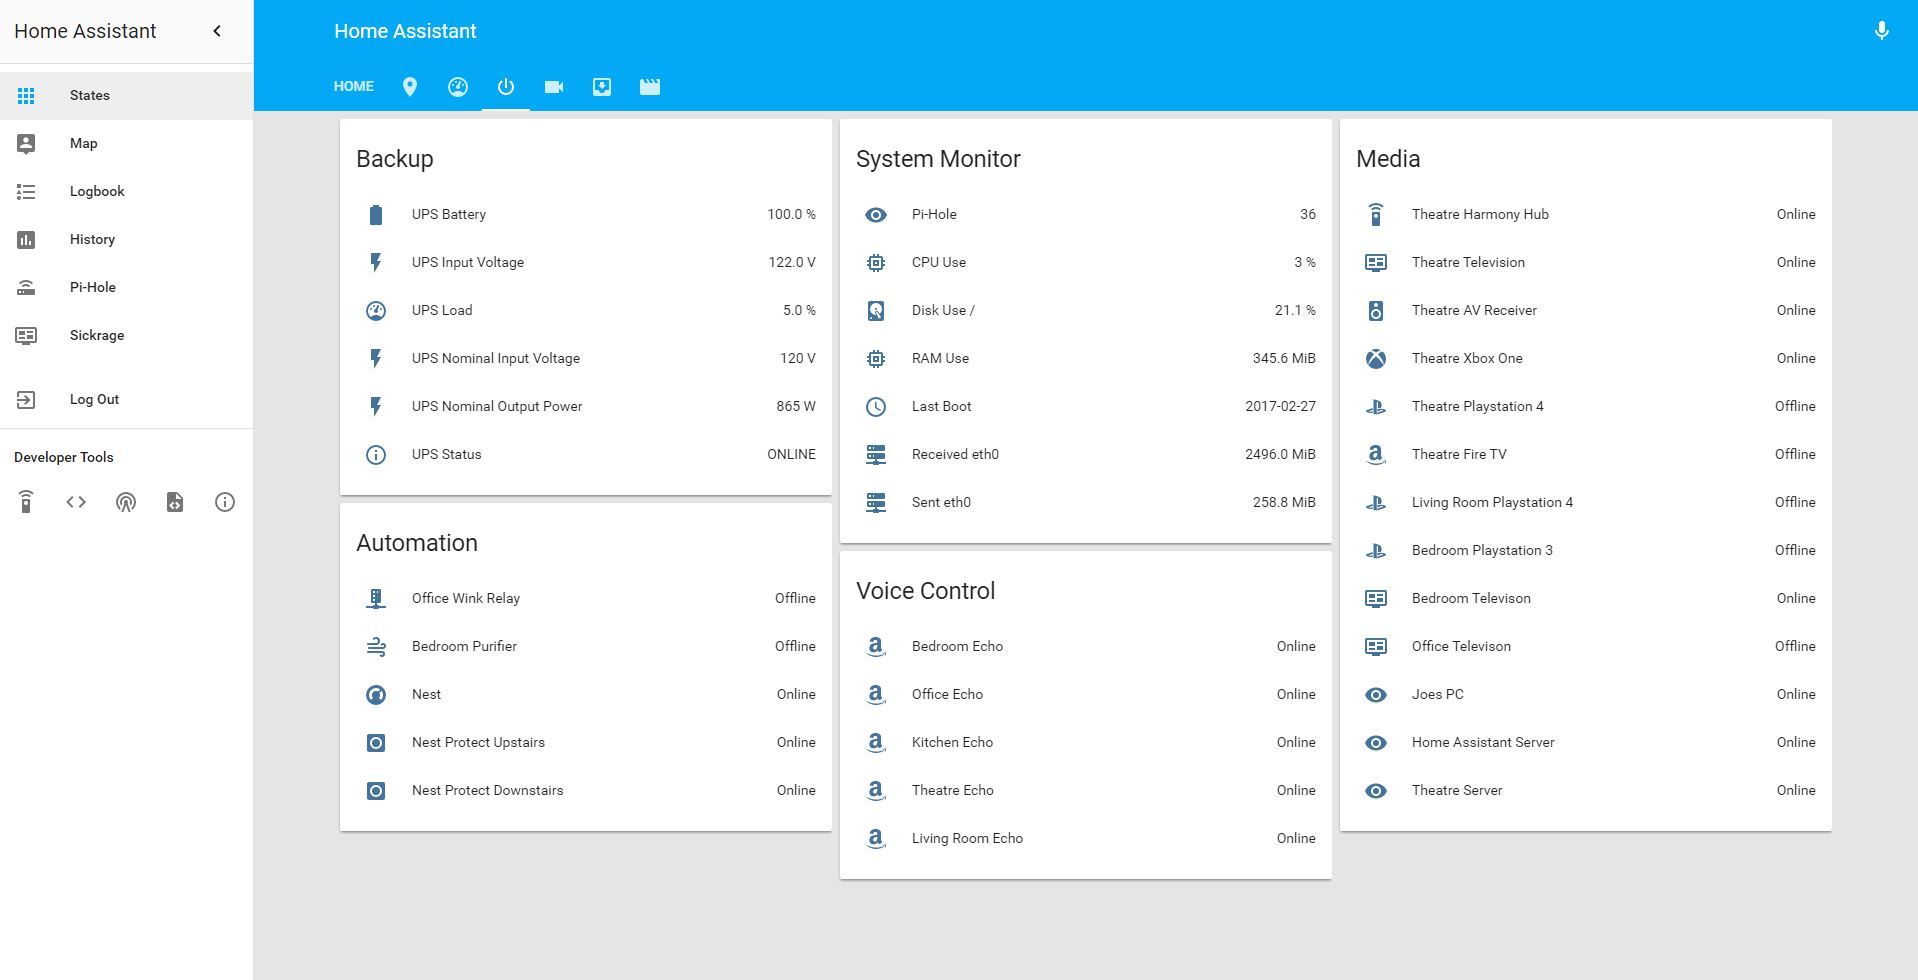 Home Assistant
States
Map
Logbook
History
Pi-Hole
Sickrage
Log Out
Developer Tools
Home Assistant
HOME
Backup
UPS Battery 100.0 %
UPS Input Voltage 122.0 V
UPS Load 5.0 %
UPS Nominal Input Voltage 120 V
UPS Nominal Output Power 865 W
UPS Status ONLINE
Automation
Office Wink Relay Offline
Bedroom Purifier Offline
Nest Online
Nest Protect Upstairs Online
Nest Protect Downstairs Online
System Monitor
Pi-Hole 36
CPU Use 3 %
Disk Use / 21.1 %
RAM Use 345.6 MiB
Last Boot 2017-02-27
Received eth0 2496.0 MiB
Sent eth0 258.8 MiB
Voice Control
Bedroom Echo Online
Office Echo Online
Kitchen Echo Online
Theatre Echo Online
Living Room Echo Online
Media
Theatre Harmony Hub Online
Theatre Television Online
Theatre AV Receiver Online
Theatre Xbox One Online
Theatre Playstation 4 Offline
Theatre Fire TV Offline
Living Room Playstation 4 Offline
Bedroom Playstation 3 Offline
Bedroom Televison Online
Office Televison Offline
Joes PC Online
Home Assistant Server Online
Theatre Server Online